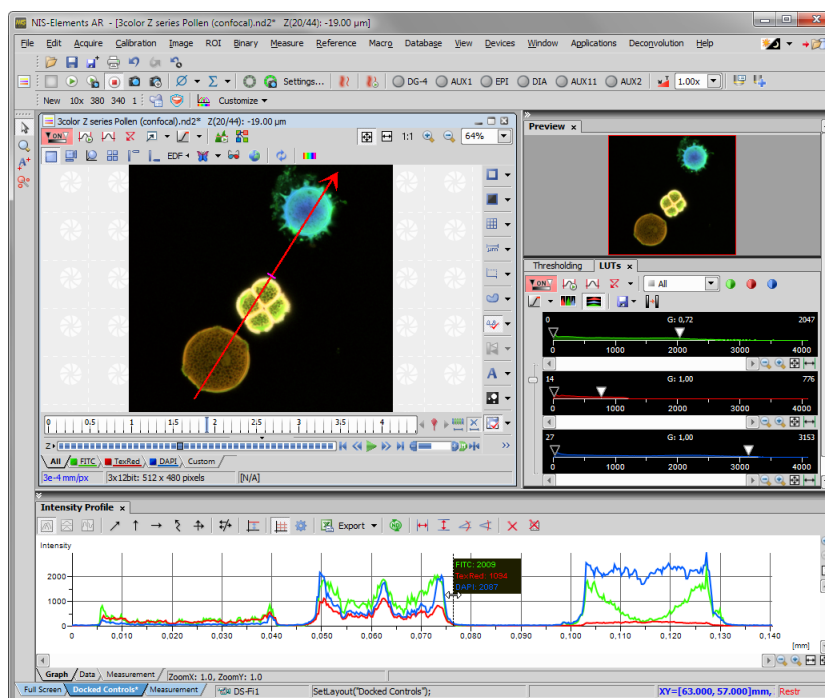 NIS-Elements AR - [3color Z series Pollen (confocal).nd2* Z(20/44): -19.00 µm]
File Edit Acquire Calibration Image ROI Binary Measure Reference Macro Database View Devices Window Applications Deconvolution Help
Settings... DG-4 AUX1 EPI DIA AUX11 AUX2 1.00x
New 10x 380 340 1 Customize
3color Z series Pollen (confocal).nd2* Z(20/44): -19.00 µm
ON 1:1 64%
EDF
Preview x
Thresholding LUTs x
ON All
0 G: 0,72 2047
0 1000 2000 3000 4000
14 G: 1,00 776
0 1000 2000 3000 4000
27 G: 1,00 3153
0 1000 2000 3000 4000
0 0.5 1 1.5 2 2.5 3 3.5 4
Z
All FITC TexRed DAPI Custom
3e-4 mm/px 3x12bit: 512 x 480 pixels [N/A]
Intensity Profile x
Export
Intensity
2000
1000
0
FITC: 2009
TexRed: 1094
DAPI: 2087
0.000 0.010 0.020 0.030 0.040 0.050 0.060 0.070 0.080 0.090 0.100 0.110 0.120 0.130 0.140
[mm]
Graph Data Measurement ZoomX: 1.0, ZoomY: 1.0
Full Screen Docked Controls* Measurement DS-Fi1 SetLayout("Docked Controls"); XY=[63.000, 57.000]mm, Restr